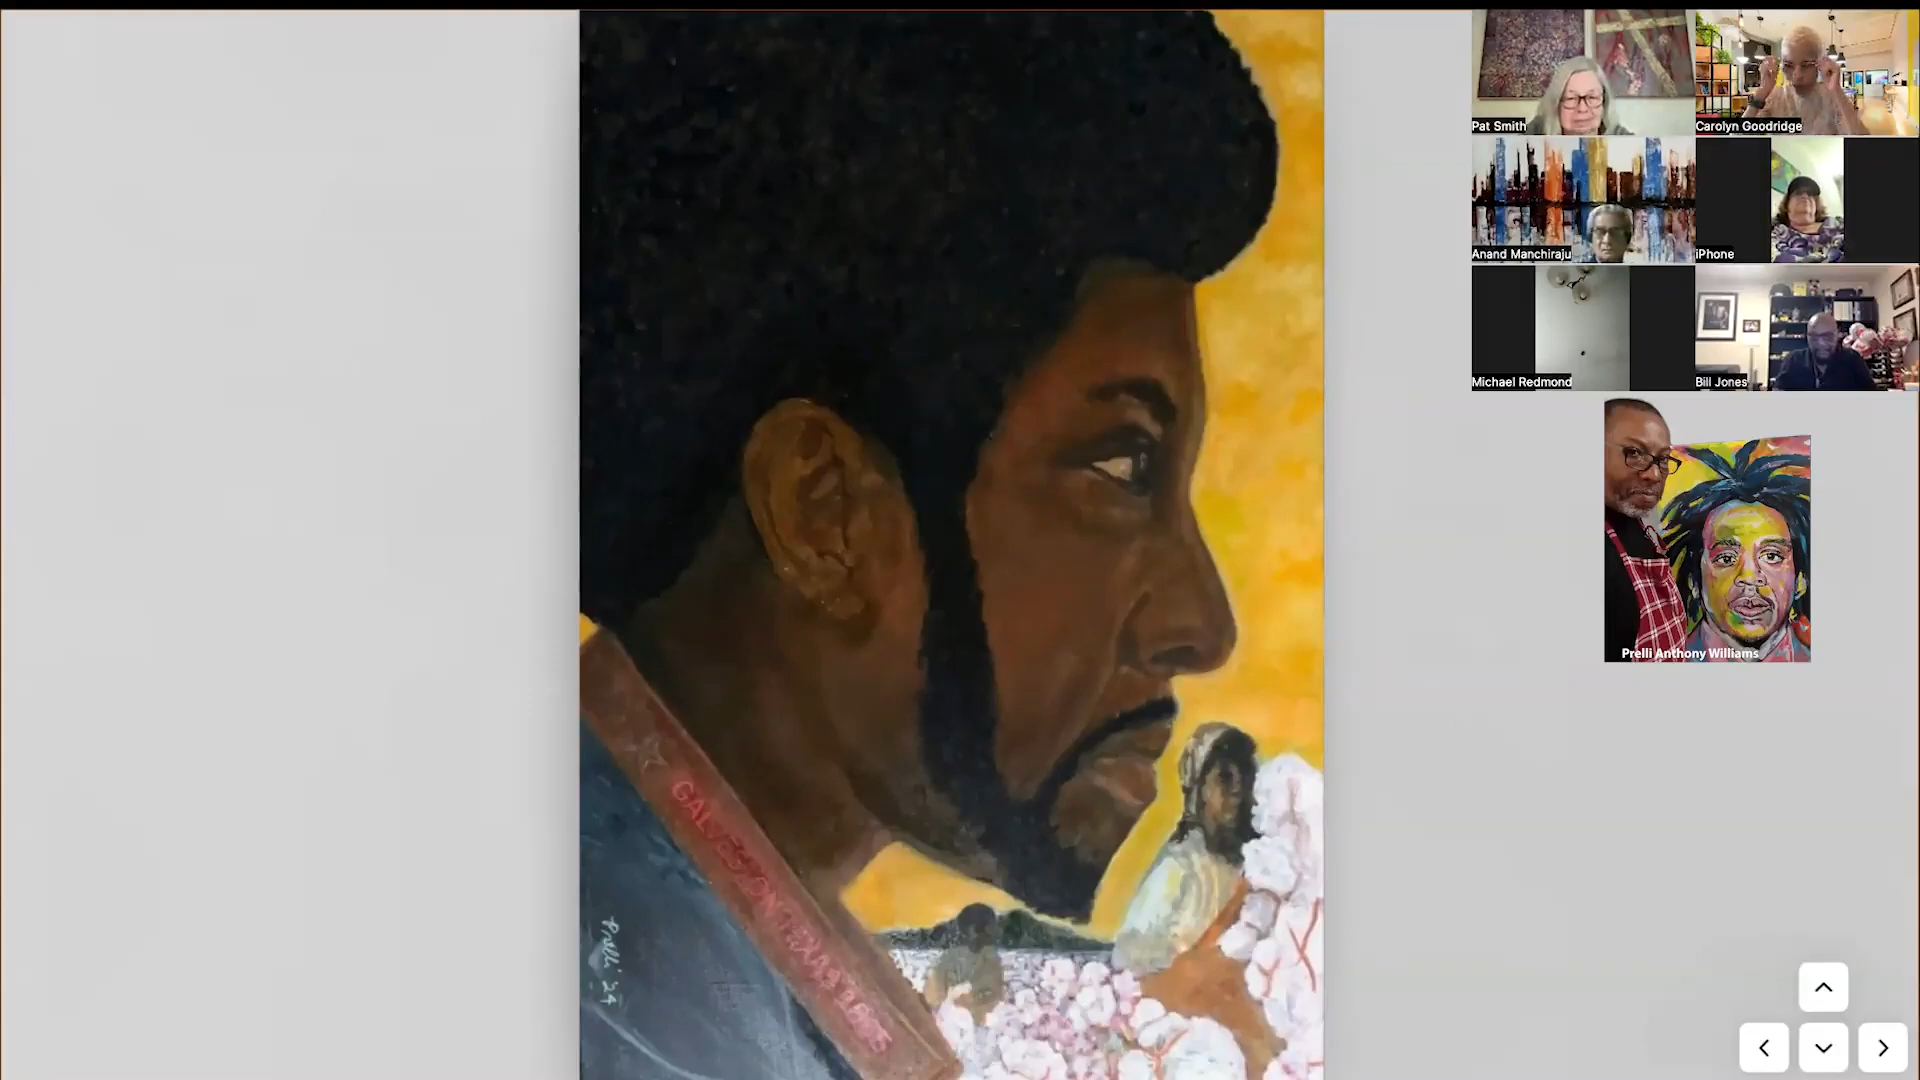 Pat Smith
Carolyn Goodridge
Anand Manchiraju
iPhone
Michael Redmond
Bill Jones
Prelli Anthony Williams
GALVESTON TEXAS 1865
Prelli '24